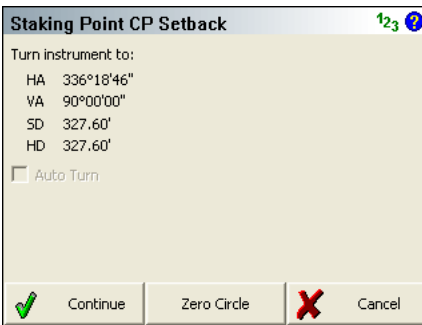 Staking Point CP Setback 123 ?
Turn instrument to:
HA 336°18'46"
VA 90°00'00"
SD 327.60'
HD 327.60'
Auto Turn
Continue Zero Circle Cancel